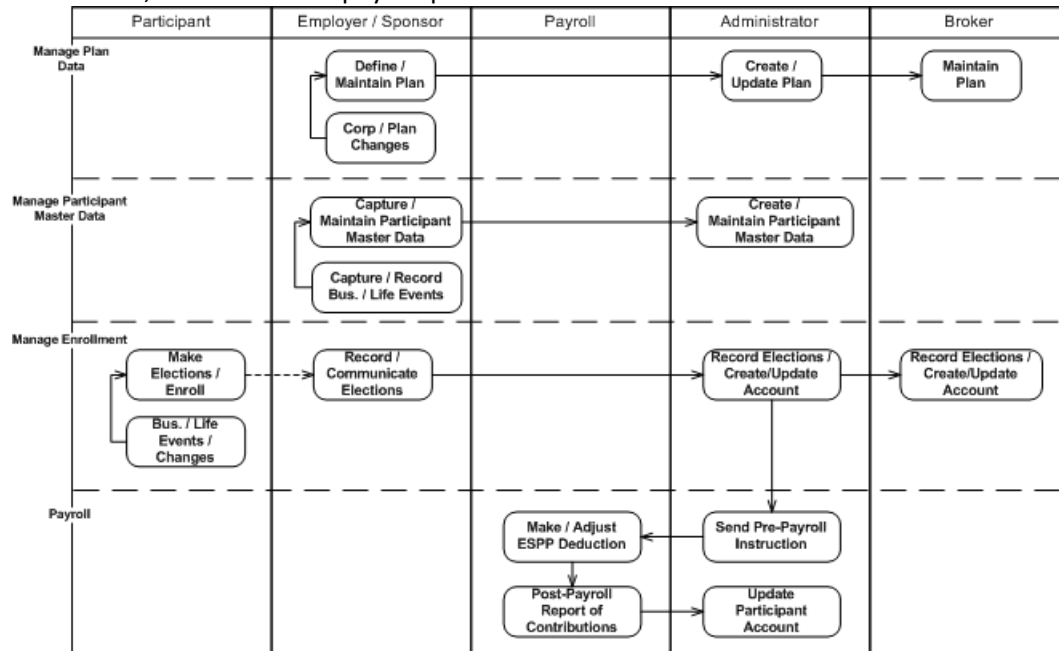 Participant
Employer / Sponsor
Payroll
Administrator
Broker
Manage Plan
Data
Define /
Maintain Plan
Create /
Update Plan
Maintain
Plan
Corp / Plan
Changes
Manage Participant
Master Data
Capture /
Maintain Participant
Master Data
Create /
Maintain Participant
Master Data
Capture / Record
Bus. / Life Events
Manage Enrollment
Make
Elections /
Enroll
Record /
Communicate
Elections
Record Elections /
Create/Update
Account
Record Elections /
Create/Update
Account
Bus. / Life
Events /
Changes
Payroll
Make / Adjust
ESPP Deduction
Send Pre-Payroll
Instruction
Post-Payroll
Report of
Contributions
Update
Participant
Account